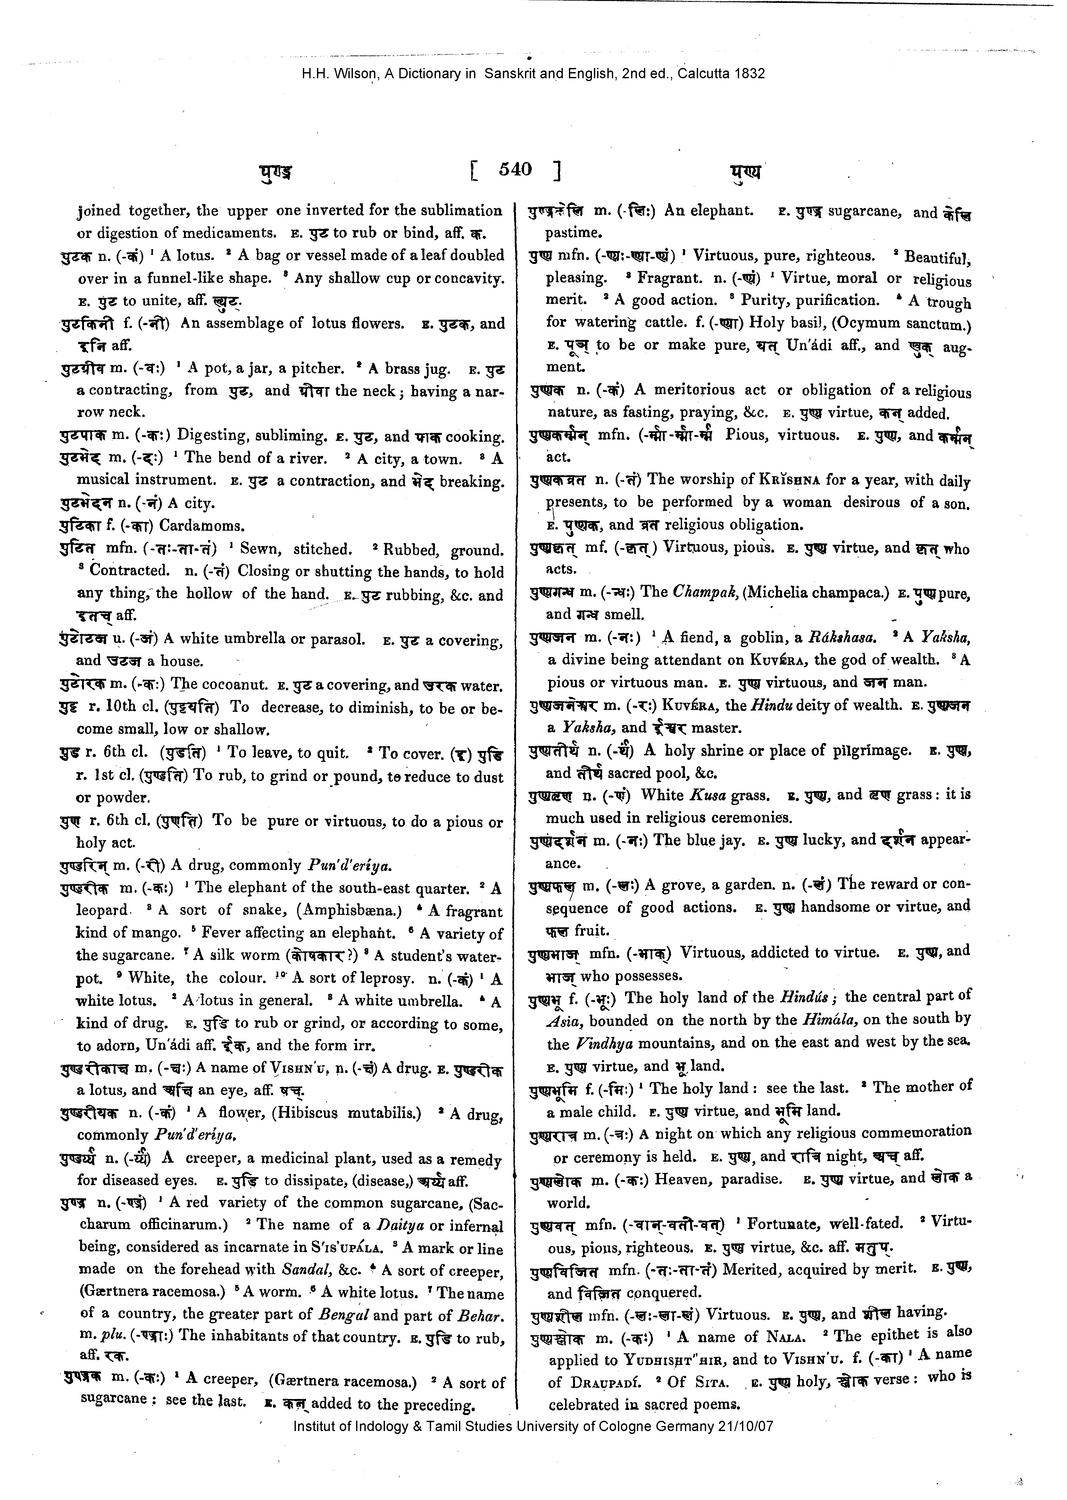 H.H. Wilson, A Dictionary in Sanskrit and English, 2nd ed., Calcutta 1832
पुण्ड्र [ 540 ] पुण्य
joined together, the upper one inverted for the sublimation
or digestion of medicaments. E. पुट to rub or bind, aff. क.
पुटक n. (-कं) ¹ A lotus. ² A bag or vessel made of a leaf doubled
over in a funnel-like shape. ³ Any shallow cup or concavity.
E. पुट to unite, aff. क्वुट्.
पुटकिनी f. (-नी) An assemblage of lotus flowers. E. पुटक, and
इनि aff.
पुटग्रीव m. (-वः) ¹ A pot, a jar, a pitcher. ² A brass jug. E. पुट
a contracting, from पुट, and ग्रीवा the neck; having a nar-
row neck.
पुटपाक m. (-कः) Digesting, subliming. E. पुट, and पाक cooking.
पुटभेद m. (-दः) ¹ The bend of a river. ² A city, a town. ³ A
musical instrument. E. पुट a contraction, and भेद breaking.
पुटभेदन n. (-नं) A city.
पुटिका f. (-का) Cardamoms.
पुटित mfn. (-तः-ता-तं) ¹ Sewn, stitched. ² Rubbed, ground.
³ Contracted. n. (-तं) Closing or shutting the hands, to hold
any thing, the hollow of the hand. E. पुट rubbing, &c. and
इतच् aff.
पुटोटज u. (-जं) A white umbrella or parasol. E. पुट a covering,
and उटज a house.
पुटोरक m. (-कः) The cocoanut. E. पुट a covering, and उरक water.
पुट्ट r. 10th cl. (पुट्टयति) To decrease, to diminish, to be or be-
come small, low or shallow.
पुड r. 6th cl. (पुडति) ¹ To leave, to quit. ² To cover. (इ) पुडि
r. 1st cl. (पुण्डति) To rub, to grind or pound, to reduce to dust
or powder.
पुण r. 6th cl. (पुणति) To be pure or virtuous, to do a pious or
holy act.
पुण्डरिन् m. (-री) A drug, commonly Pun'd'eríya.
पुण्डरीक m. (-कः) ¹ The elephant of the south-east quarter. ² A
leopard. ³ A sort of snake, (Amphisbæna.) ⁴ A fragrant
kind of mango. ⁵ Fever affecting an elephant. ⁶ A variety of
the sugarcane. ⁷ A silk worm (कोषकार?) ⁸ A student's water-
pot. ⁹ White, the colour. ¹⁰ A sort of leprosy. n. (-कं) ¹ A
white lotus. ² A lotus in general. ³ A white umbrella. ⁴ A
kind of drug. E. पुडि to rub or grind, or according to some,
to adorn, Un'ádi aff. ईक, and the form irr.
पुण्डरीकाच m. (-चः) A name of VISHN'U, n. (-चं) A drug. E. पुण्डरीक
a lotus, and अचि an eye, aff. षच्.
पुण्डरीयक n. (-कं) ¹ A flower, (Hibiscus mutabilis.) ² A drug,
commonly Pun'd'eríya.
पुण्डर्य्य n. (-र्य्यं) A creeper, a medicinal plant, used as a remedy
for diseased eyes. E. पुडि to dissipate, (disease,) अर्य्य aff.
पुण्ड्र n. (-ण्ड्रं) ¹ A red variety of the common sugarcane, (Sac-
charum officinarum.) ² The name of a Daitya or infernal
being, considered as incarnate in S'IS'UPÁLA. ³ A mark or line
made on the forehead with Sandal, &c. ⁴ A sort of creeper,
(Gærtnera racemosa.) ⁵ A worm. ⁶ A white lotus. ⁷ The name
of a country, the greater part of Bengal and part of Behar.
m. plu. (-ण्ड्राः) The inhabitants of that country. E. पुडि to rub,
aff. रक.
पुण्ड्रक m. (-कः) ¹ A creeper, (Gærtnera racemosa.) ² A sort of
sugarcane; see the last. E. कन् added to the preceding.
पुण्ड्रकेलि m. (-लिः) An elephant. E. पुण्ड्र sugarcane, and केलि
pastime.
पुण्य mfn. (-ण्यः-ण्या-ण्यं) ¹ Virtuous, pure, righteous. ² Beautiful,
pleasing. ³ Fragrant. n. (-ण्यं) ¹ Virtue, moral or religious
merit. ² A good action. ³ Purity, purification. ⁴ A trough
for watering cattle. f. (-ण्या) Holy basil, (Ocymum sanctum.)
E. पूञ् to be or make pure, यत् Un'ádi aff., and णुक् aug-
ment.
पुण्यक n. (-कं) A meritorious act or obligation of a religious
nature, as fasting, praying, &c. E. पुण्य virtue, कन् added.
पुण्यकर्म्मन् mfn. (-र्म्मा-र्म्मा-र्म्म Pious, virtuous. E. पुण्य, and कर्म्मन्
act.
पुण्यकव्रत n. (-तं) The worship of KRĬSHNA for a year, with daily
presents, to be performed by a woman desirous of a son.
E. पुण्यक, and व्रत religious obligation.
पुण्यकृत् mf. (-कृत्) Virtuous, pious. E. पुण्य virtue, and कृत् who
acts.
पुण्यगन्ध m. (-न्धः) The Champak, (Michelia champaca.) E. पुण्य pure,
and गन्ध smell.
पुण्यजन m. (-नः) ¹ A fiend, a goblin, a Rákshasa. ² A Yaksha,
a divine being attendant on KUVÉRA, the god of wealth. ³ A
pious or virtuous man. E. पुण्य virtuous, and जन man.
पुण्यजनेश्वर m. (-रः) KUVÉRA, the Hindu deity of wealth. E. पुण्यजन
a Yaksha, and ईश्वर master.
पुण्यतीर्थ n. (-र्थं) A holy shrine or place of pilgrimage. E. पुण्य,
and तीर्थ sacred pool, &c.
पुण्यतृण n. (-णं) White Kusa grass. E. पुण्य, and तृण grass: it is
much used in religious ceremonies.
पुण्यदर्शन m. (-नः) The blue jay. E. पुण्य lucky, and दर्शन appear-
ance.
पुण्यफल m. (-लः) A grove, a garden. n. (-लं) The reward or con-
sequence of good actions. E. पुण्य handsome or virtue, and
फल fruit.
पुण्यभाज् mfn. (-भाक्) Virtuous, addicted to virtue. E. पुण्य, and
भाज् who possesses.
पुण्यभू f. (-भूः) The holy land of the Hindús; the central part of
Asia, bounded on the north by the Himála, on the south by
the Vindhya mountains, and on the east and west by the sea.
E. पुण्य virtue, and भू land.
पुण्यभूमि f. (-मिः) ¹ The holy land: see the last. ² The mother of
a male child. E. पुण्य virtue, and भूमि land.
पुण्यराच m. (-चः) A night on which any religious commemoration
or ceremony is held. E. पुण्य, and रात्रि night, अच् aff.
पुण्यलोक m. (-कः) Heaven, paradise. E. पुण्य virtue, and लोक a
world.
पुण्यवत् mfn. (-वान्-वती-वत्) ¹ Fortunate, well-fated. ² Virtu-
ous, pious, righteous. E. पुण्य virtue, &c. aff. मतुप्.
पुण्यविजित mfn. (-तः-ता-तं) Merited, acquired by merit. E. पुण्य,
and विजित conquered.
पुण्यशील mfn. (-लः-ला-लं) Virtuous. E. पुण्य, and शील having.
पुण्यश्लोक m. (-कः) ¹ A name of NALA. ² The epithet is also
applied to YUDHISHT'HIR, and to VISHN'U. f. (-का) ¹ A name
of DRAUPADÍ. ² Of SITA. E. पुण्य holy, श्लोक verse: who is
celebrated in sacred poems.
Institut of Indology & Tamil Studies University of Cologne Germany 21/10/07